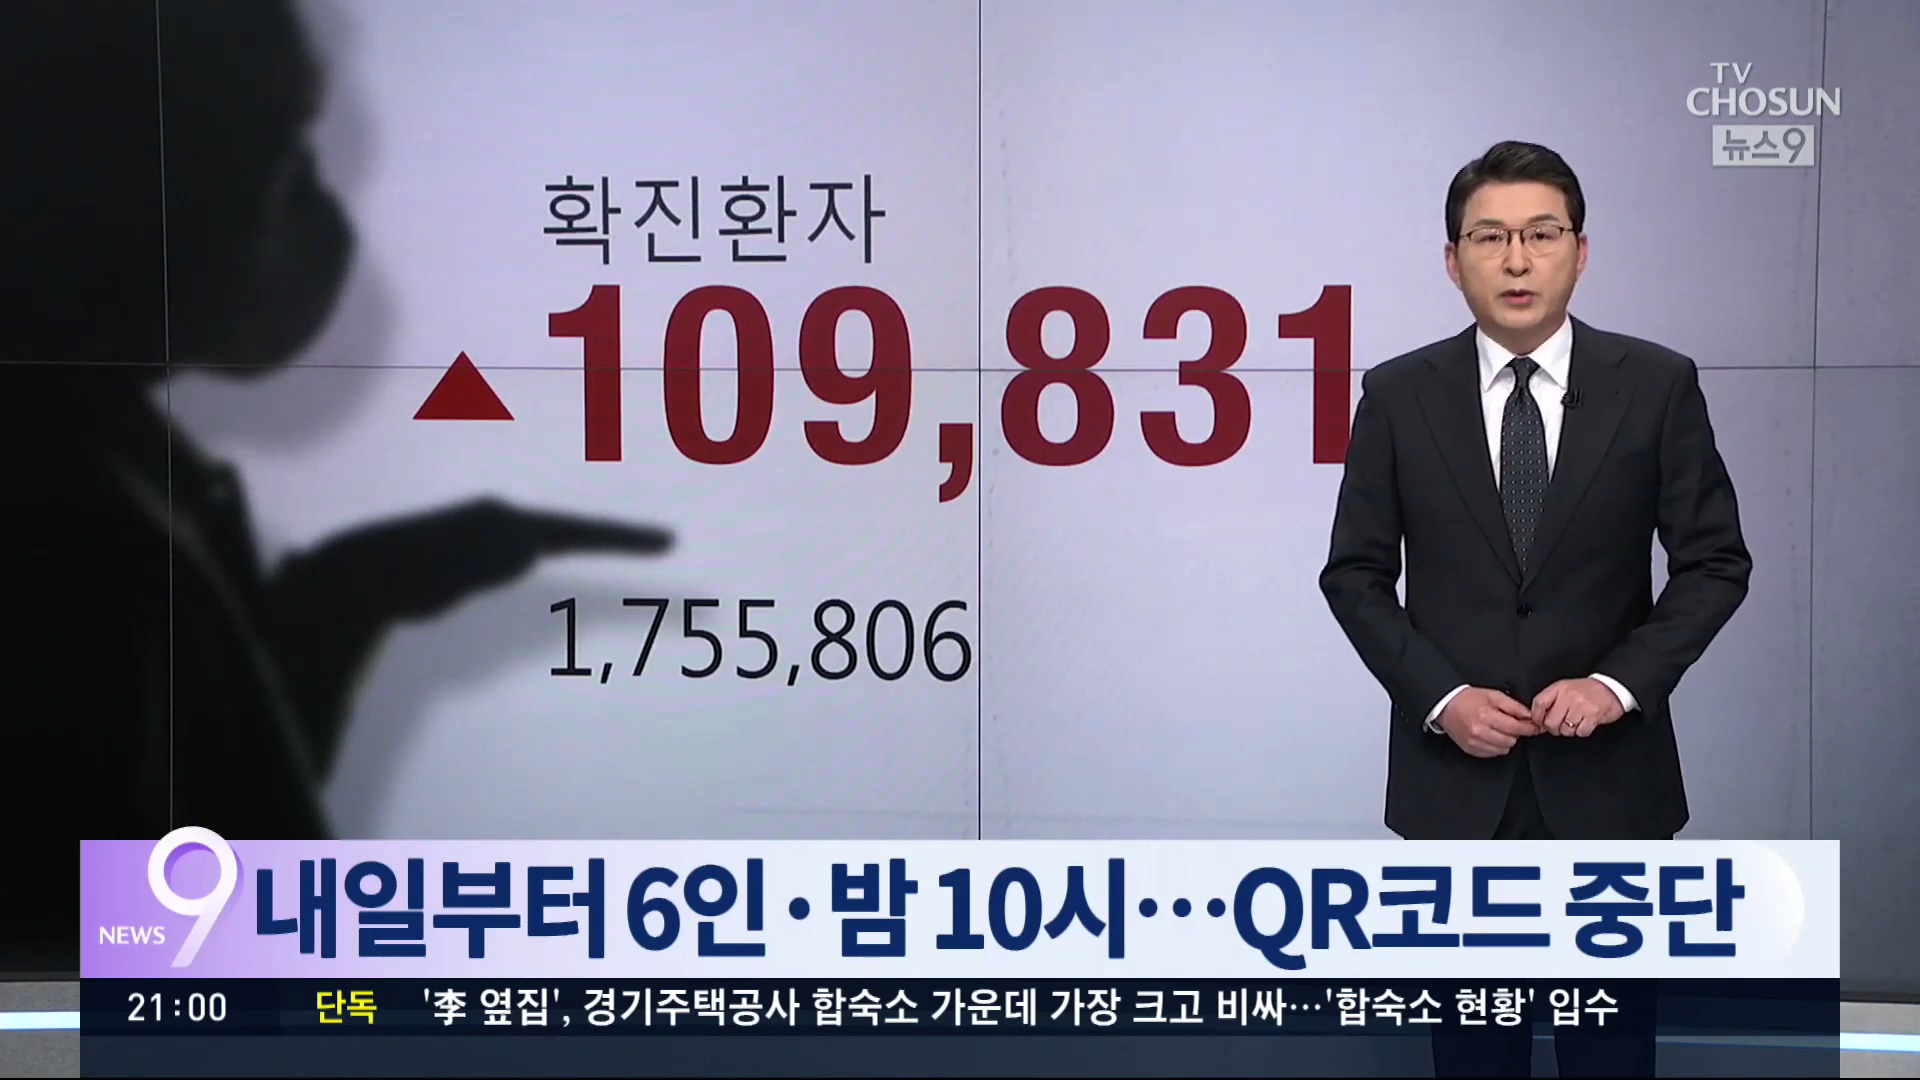 TV
CHOSUN
뉴스9
확진환자
▲109,831
1,755,806
NEWS 9
내일부터 6인·밤 10시…QR코드 중단
21:00 단독 '李 옆집', 경기주택공사 합숙소 가운데 가장 크고 비싸…'합숙소 현황' 입수